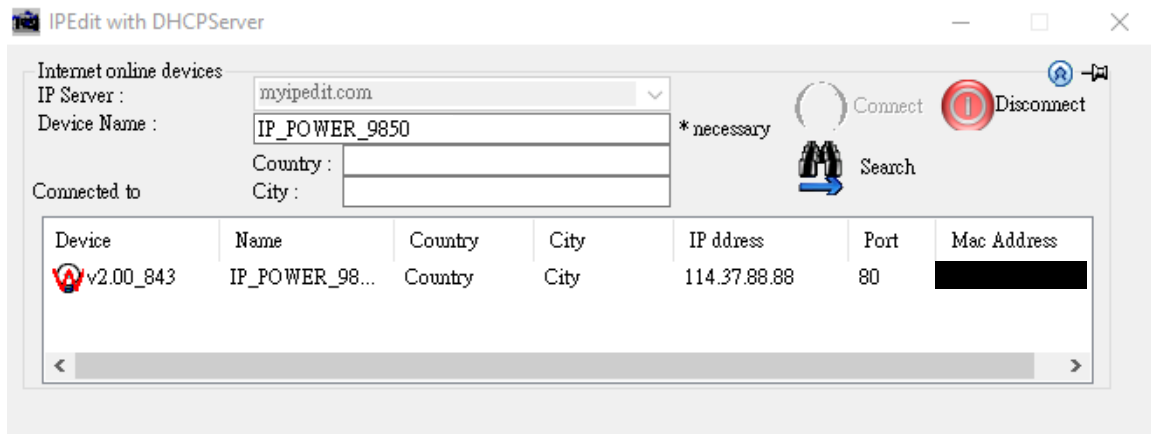 IPEdit with DHCPServer
Internet online devices
IP Server :
myipedit.com
Connect
Disconnect
Device Name :
IP_POWER_9850
* necessary
Country :
Search
Connected to
City :
Device Name Country City IP ddress Port Mac Address
v2.00_843 IP_POWER_98... Country City 114.37.88.88 80